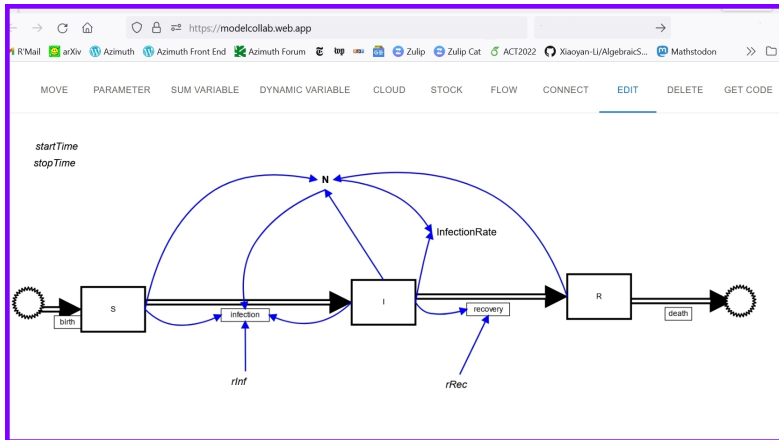 https://modelcollab.web.app
R'Mail arXiv Azimuth Azimuth Front End Azimuth Forum Zulip Zulip Cat ACT2022 Xiaoyan-Li/AlgebraicS... Mathstodon
MOVE PARAMETER SUM VARIABLE DYNAMIC VARIABLE CLOUD STOCK FLOW CONNECT EDIT DELETE GET CODE
startTime
stopTime
N
InfectionRate
S
I
R
birth
infection
recovery
death
rInf
rRec